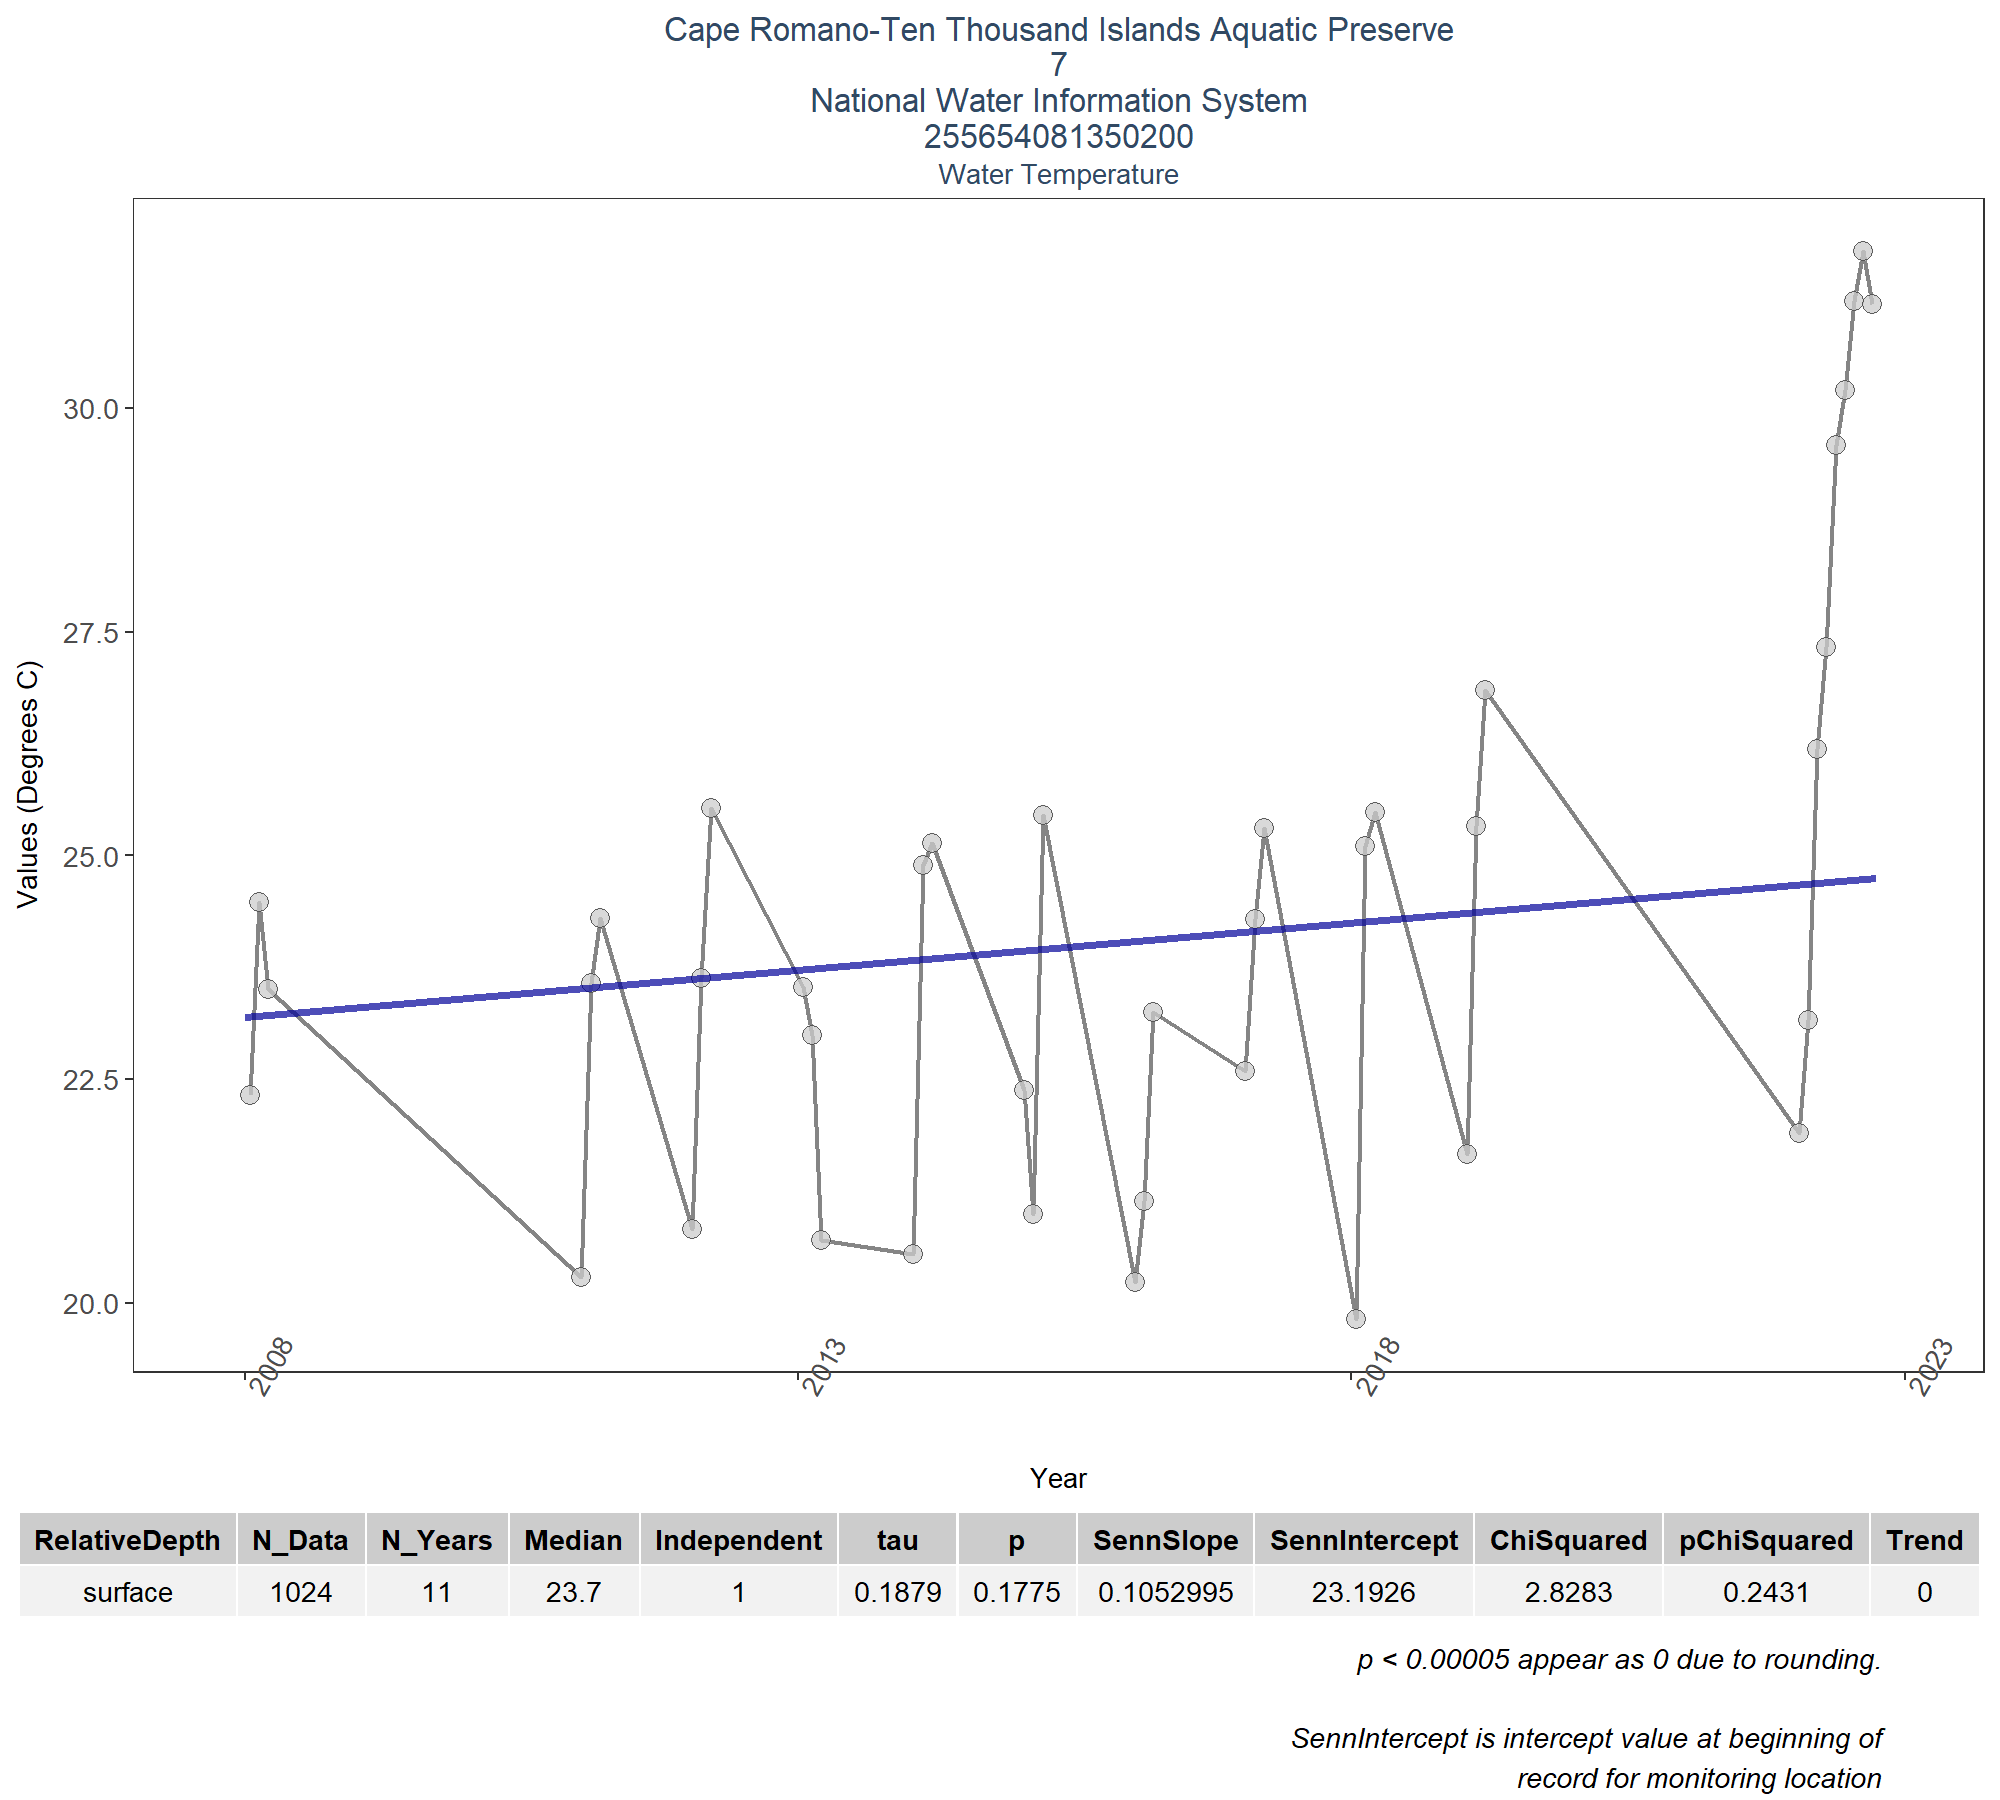 Cape Romano-Ten Thousand Islands Aquatic Preserve
7
National Water Information System
255654081350200
Water Temperature
Values (Degrees C)
30.0
27.5
25.0
22.5
20.0
2008
2013
2018
2023
Year
RelativeDepth N_Data N_Years Median Independent tau p SennSlope SennIntercept ChiSquared pChiSquared Trend
surface 1024 11 23.7 1 0.1879 0.1775 0.1052995 23.1926 2.8283 0.2431 0
p < 0.00005 appear as 0 due to rounding.
SennIntercept is intercept value at beginning of
record for monitoring location